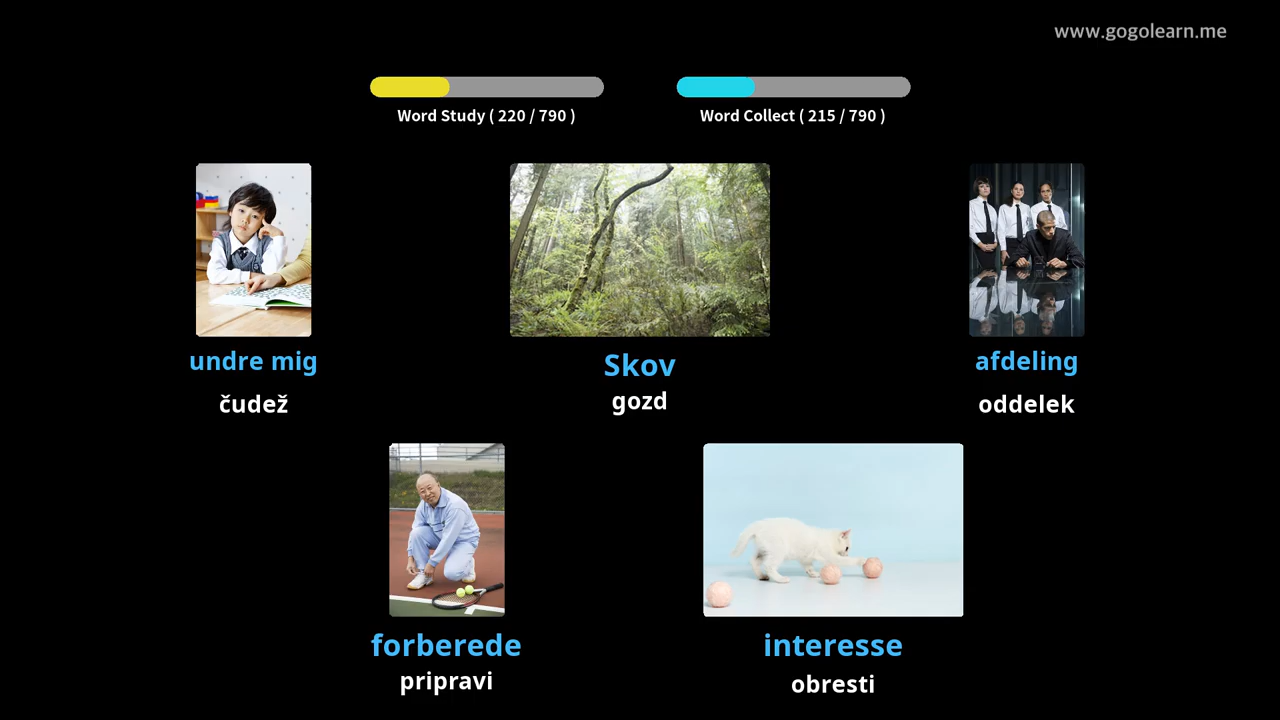 www.gogolearn.me
Word Study ( 220 / 790 )
Word Collect ( 215 / 790 )
undre mig
čudež
Skov
gozd
afdeling
oddelek
forberede
pripravi
interesse
obresti